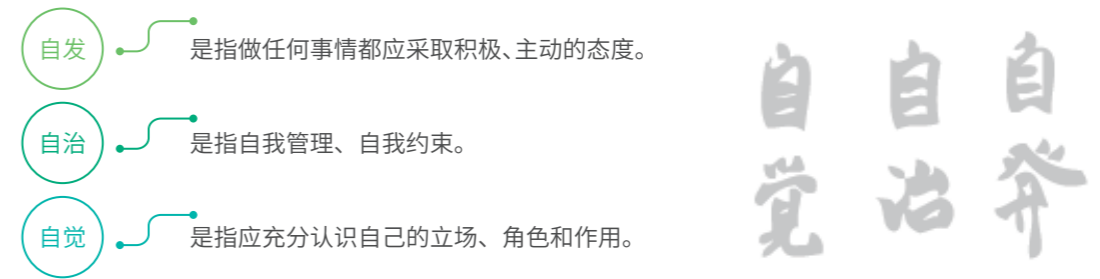 自发
是指做任何事情都应采取积极、主动的态度。
自治
是指自我管理、自我约束。
自觉
是指应充分认识自己的立场、角色和作用。
自発
自治
自覚